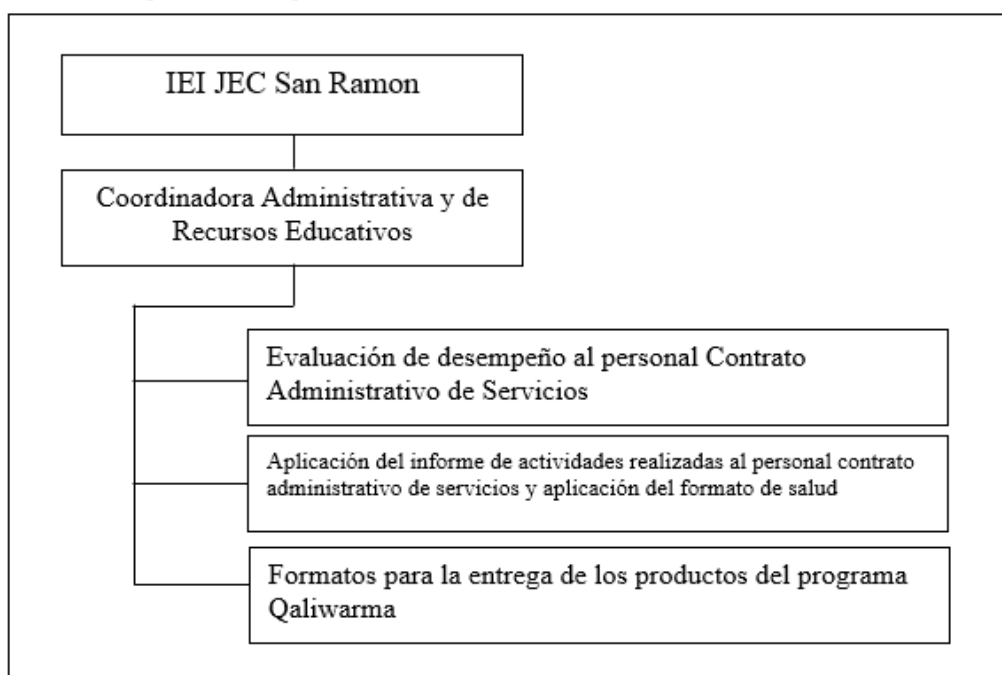 IEI JEC San Ramon
Coordinadora Administrativa y de
Recursos Educativos
Evaluación de desempeño al personal Contrato
Administrativo de Servicios
Aplicación del informe de actividades realizadas al personal contrato
administrativo de servicios y aplicación del formato de salud
Formatos para la entrega de los productos del programa
Qaliwarma